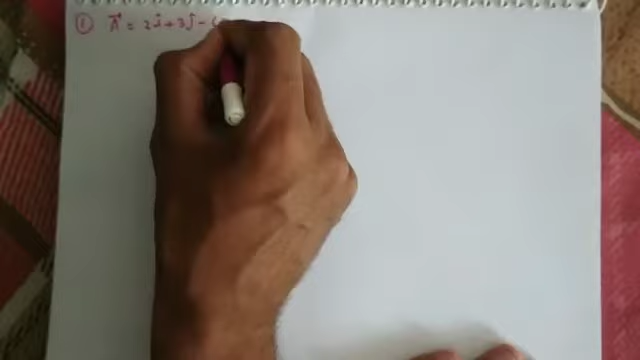 ① A⃗ = 2î + 3ĵ -